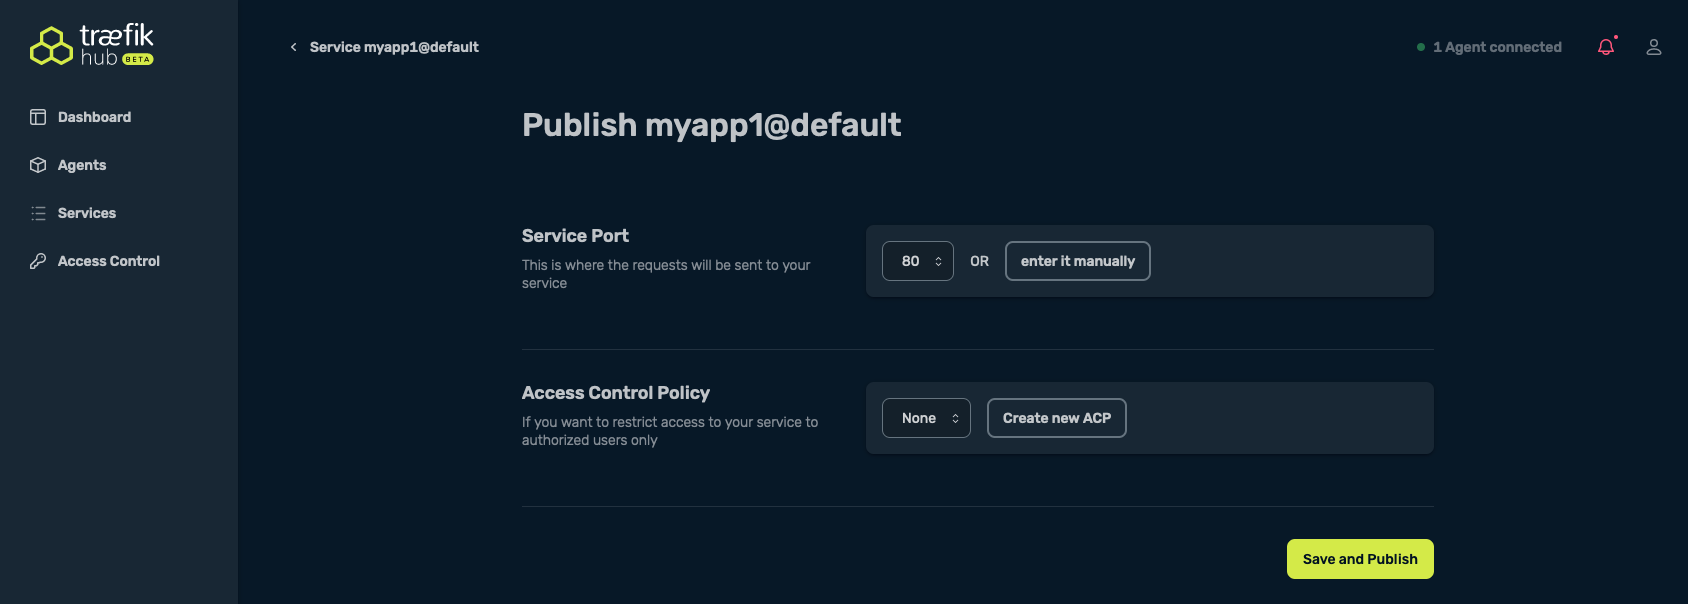 træfik
hub BETA
Dashboard
Agents
Services
Access Control
Service myapp1@default
1 Agent connected
Publish myapp1@default
Service Port
This is where the requests will be sent to your
service
80 OR enter it manually
Access Control Policy
If you want to restrict access to your service to
authorized users only
None Create new ACP
Save and Publish